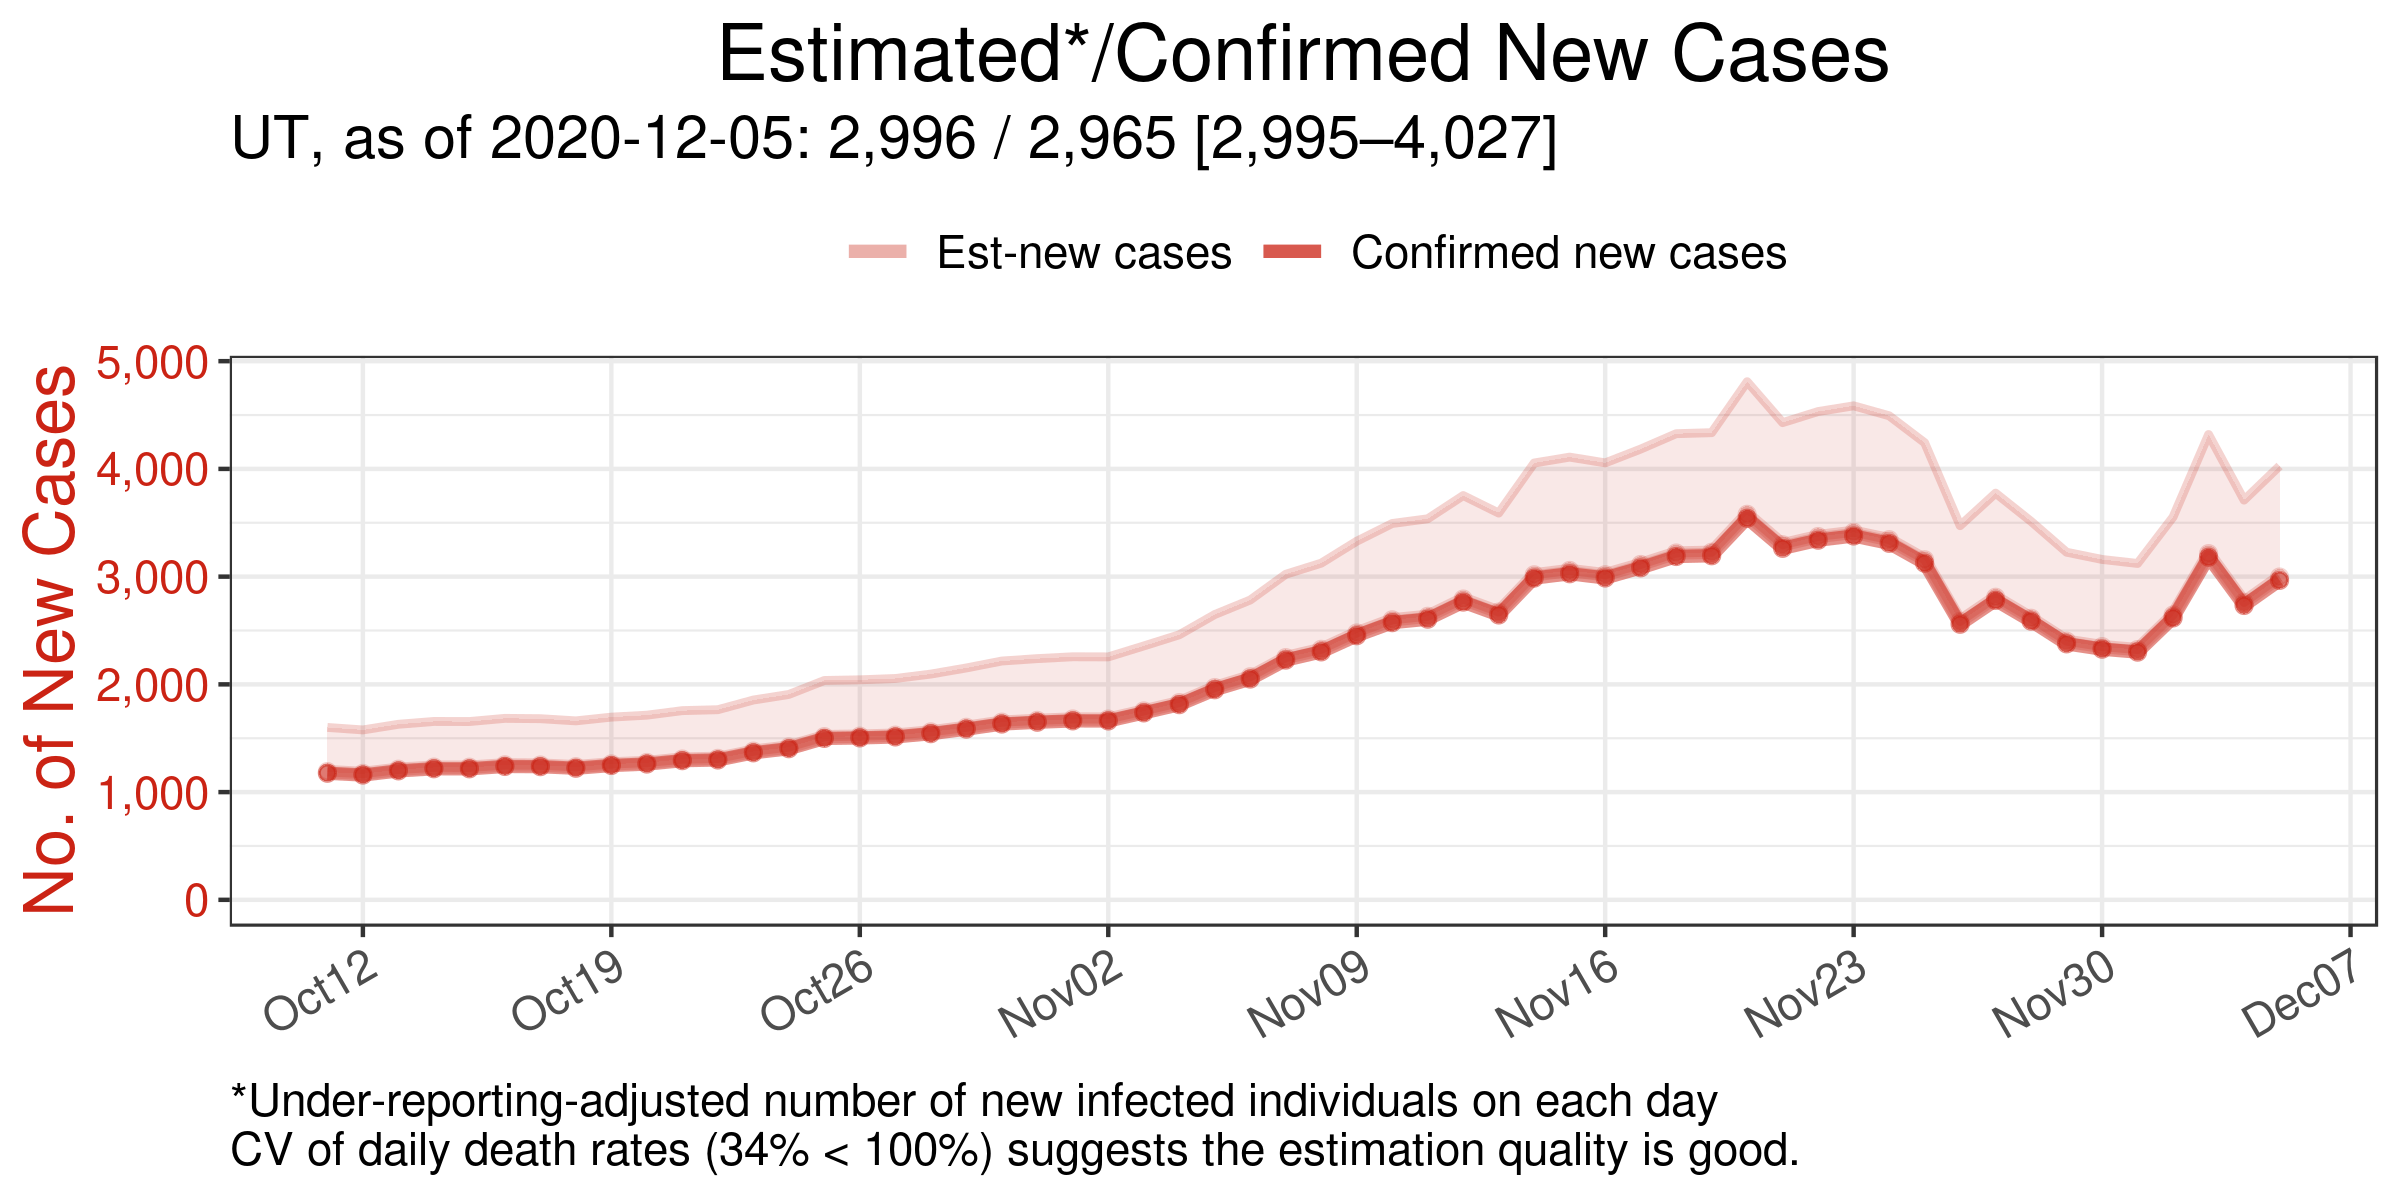 Estimated*/Confirmed New Cases
UT, as of 2020-12-05: 2,996 / 2,965 [2,995–4,027]
Est-new cases Confirmed new cases
No. of New Cases
5,000
4,000
3,000
2,000
1,000
0
Oct12 Oct19 Oct26 Nov02 Nov09 Nov16 Nov23 Nov30 Dec07
*Under-reporting-adjusted number of new infected individuals on each day
CV of daily death rates (34% < 100%) suggests the estimation quality is good.